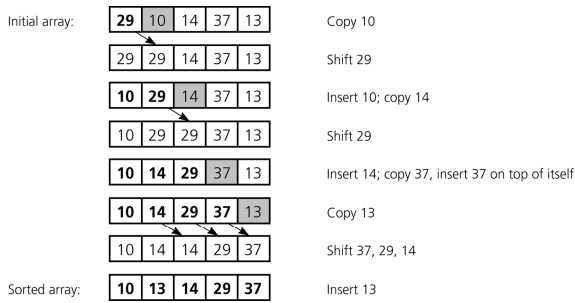 Initial array: 29 10 14 37 13 Copy 10
29 29 14 37 13 Shift 29
10 29 14 37 13 Insert 10; copy 14
10 29 29 37 13 Shift 29
10 14 29 37 13 Insert 14; copy 37, insert 37 on top of itself
10 14 29 37 13 Copy 13
10 14 14 29 37 Shift 37, 29, 14
Sorted array: 10 13 14 29 37 Insert 13